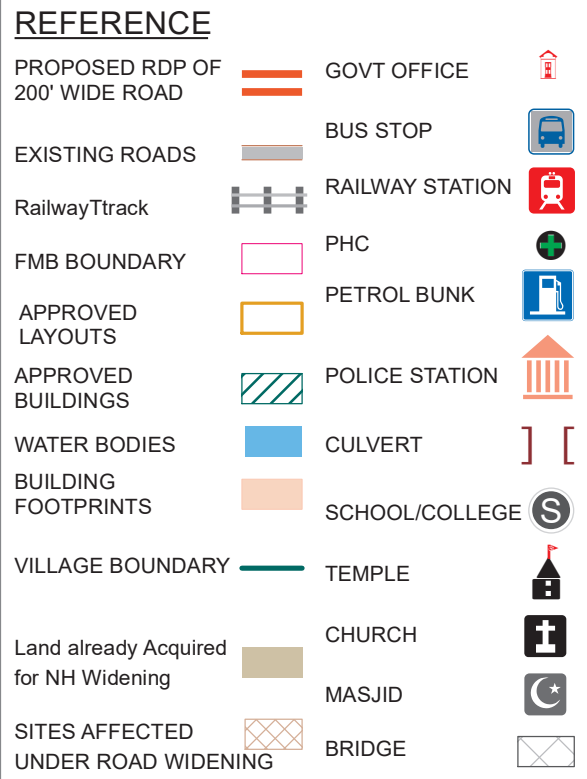 REFERENCE
PROPOSED RDP OF
200' WIDE ROAD
EXISTING ROADS
RailwayTtrack
FMB BOUNDARY
APPROVED
LAYOUTS
APPROVED
BUILDINGS
WATER BODIES
BUILDING
FOOTPRINTS
VILLAGE BOUNDARY
Land already Acquired
for NH Widening
SITES AFFECTED
UNDER ROAD WIDENING
GOVT OFFICE
BUS STOP
RAILWAY STATION
PHC
PETROL BUNK
POLICE STATION
CULVERT
SCHOOL/COLLEGE
S
TEMPLE
CHURCH
MASJID
BRIDGE